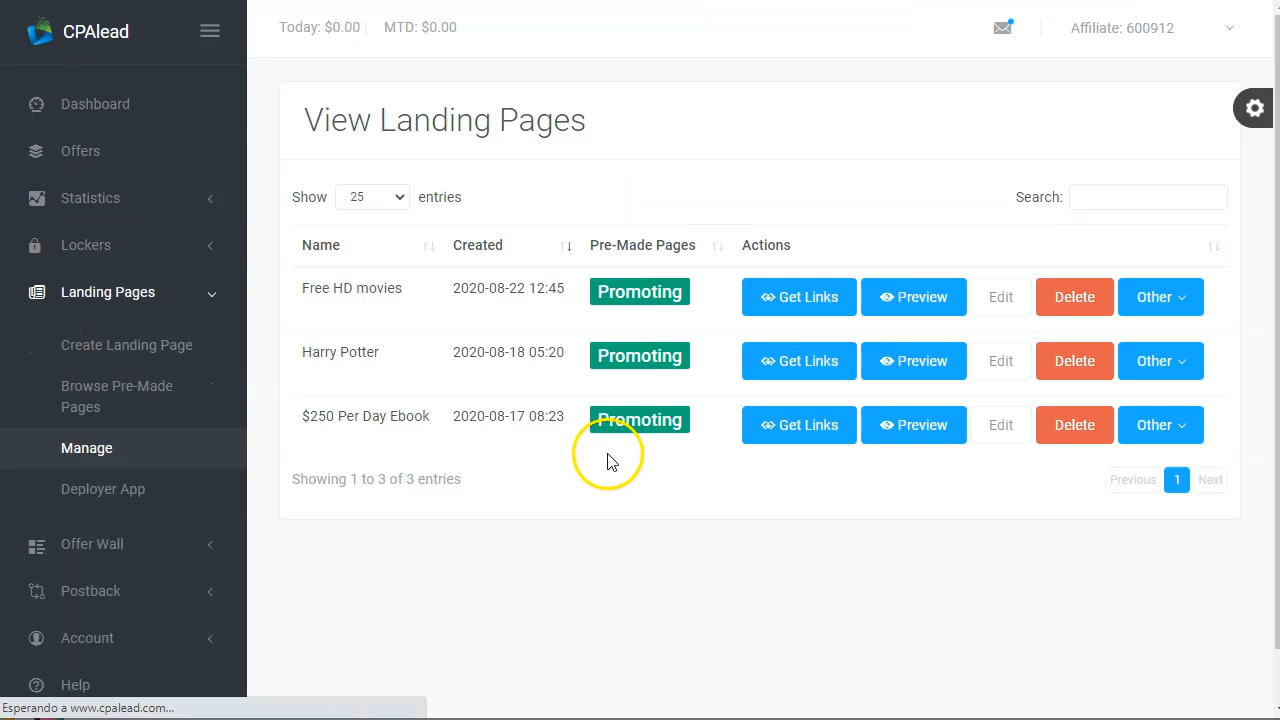 CPAlead
Today: $0.00
MTD: $0.00
Affiliate: 600912
Dashboard
Offers
Statistics
Lockers
Landing Pages
Create Landing Page
Browse Pre-Made
Pages
Manage
Deployer App
Offer Wall
Postback
Account
Help
View Landing Pages
Show 25 entries
Search:
Name Created Pre-Made Pages Actions
Free HD movies 2020-08-22 12:45 Promoting Get Links Preview Edit Delete Other
Harry Potter 2020-08-18 05:20 Promoting Get Links Preview Edit Delete Other
$250 Per Day Ebook 2020-08-17 08:23 Promoting Get Links Preview Edit Delete Other
Showing 1 to 3 of 3 entries
Previous 1 Next
Esperando a www.cpalead.com...